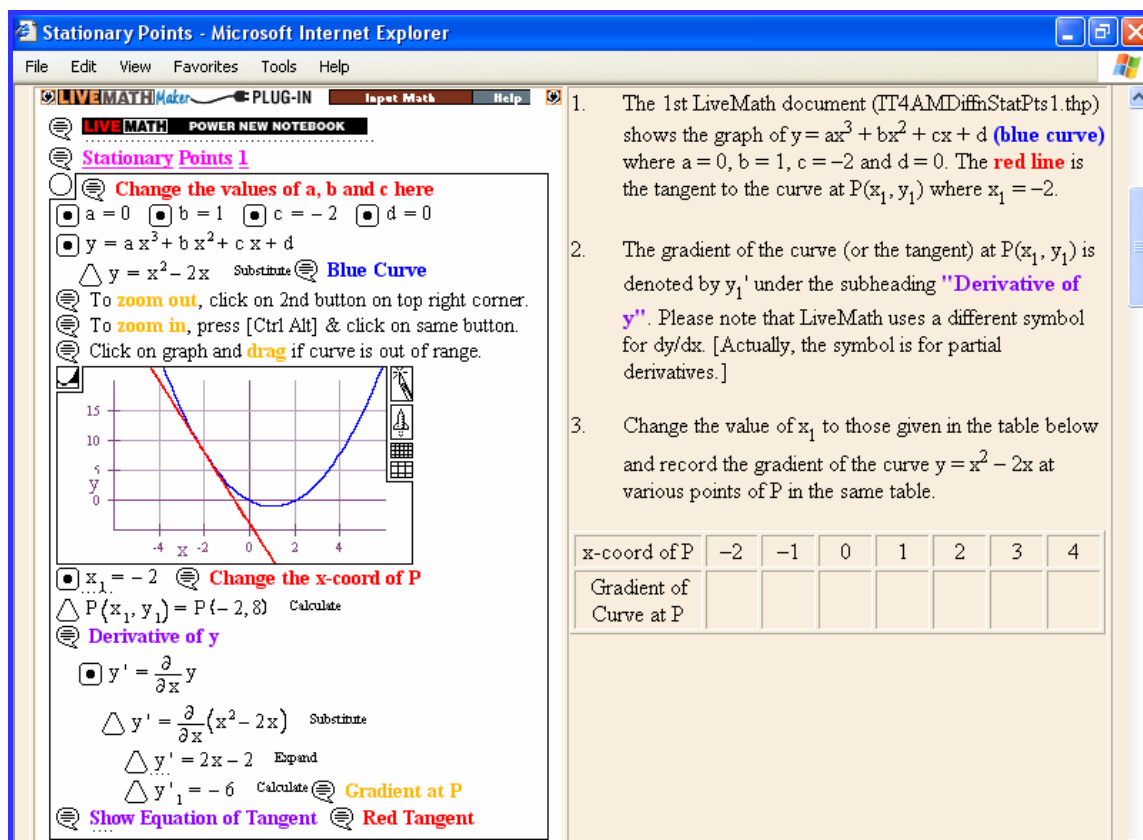 Stationary Points - Microsoft Internet Explorer
File Edit View Favorites Tools Help
LIVEMATH Maker PLUG-IN Input Math Help
LIVE MATH POWER NEW NOTEBOOK
Stationary Points 1
Change the values of a, b and c here
a = 0 b = 1 c = − 2 d = 0
y = a x³ + b x² + c x + d
y = x² − 2x Substitute Blue Curve
To zoom out, click on 2nd button on top right corner.
To zoom in, press [Ctrl Alt] & click on same button.
Click on graph and drag if curve is out of range.
15
10
5
y
0
-4 x -2 0 2 4
x₁ = − 2 Change the x-coord of P
P(x₁, y₁) = P(− 2, 8) Calculate
Derivative of y
y ' = ∂/∂x y
y ' = ∂/∂x (x² − 2x) Substitute
y ' = 2x − 2 Expand
y '₁ = − 6 Calculate Gradient at P
Show Equation of Tangent Red Tangent
1. The 1st LiveMath document (IT4AMDiffnStatPts1.thp)
shows the graph of y = ax³ + bx² + cx + d (blue curve)
where a = 0, b = 1, c = −2 and d = 0. The red line is
the tangent to the curve at P(x₁, y₁) where x₁ = −2.
2. The gradient of the curve (or the tangent) at P(x₁, y₁) is
denoted by y₁' under the subheading "Derivative of
y". Please note that LiveMath uses a different symbol
for dy/dx. [Actually, the symbol is for partial
derivatives.]
3. Change the value of x₁ to those given in the table below
and record the gradient of the curve y = x² − 2x at
various points of P in the same table.
x-coord of P −2 −1 0 1 2 3 4
Gradient of
Curve at P